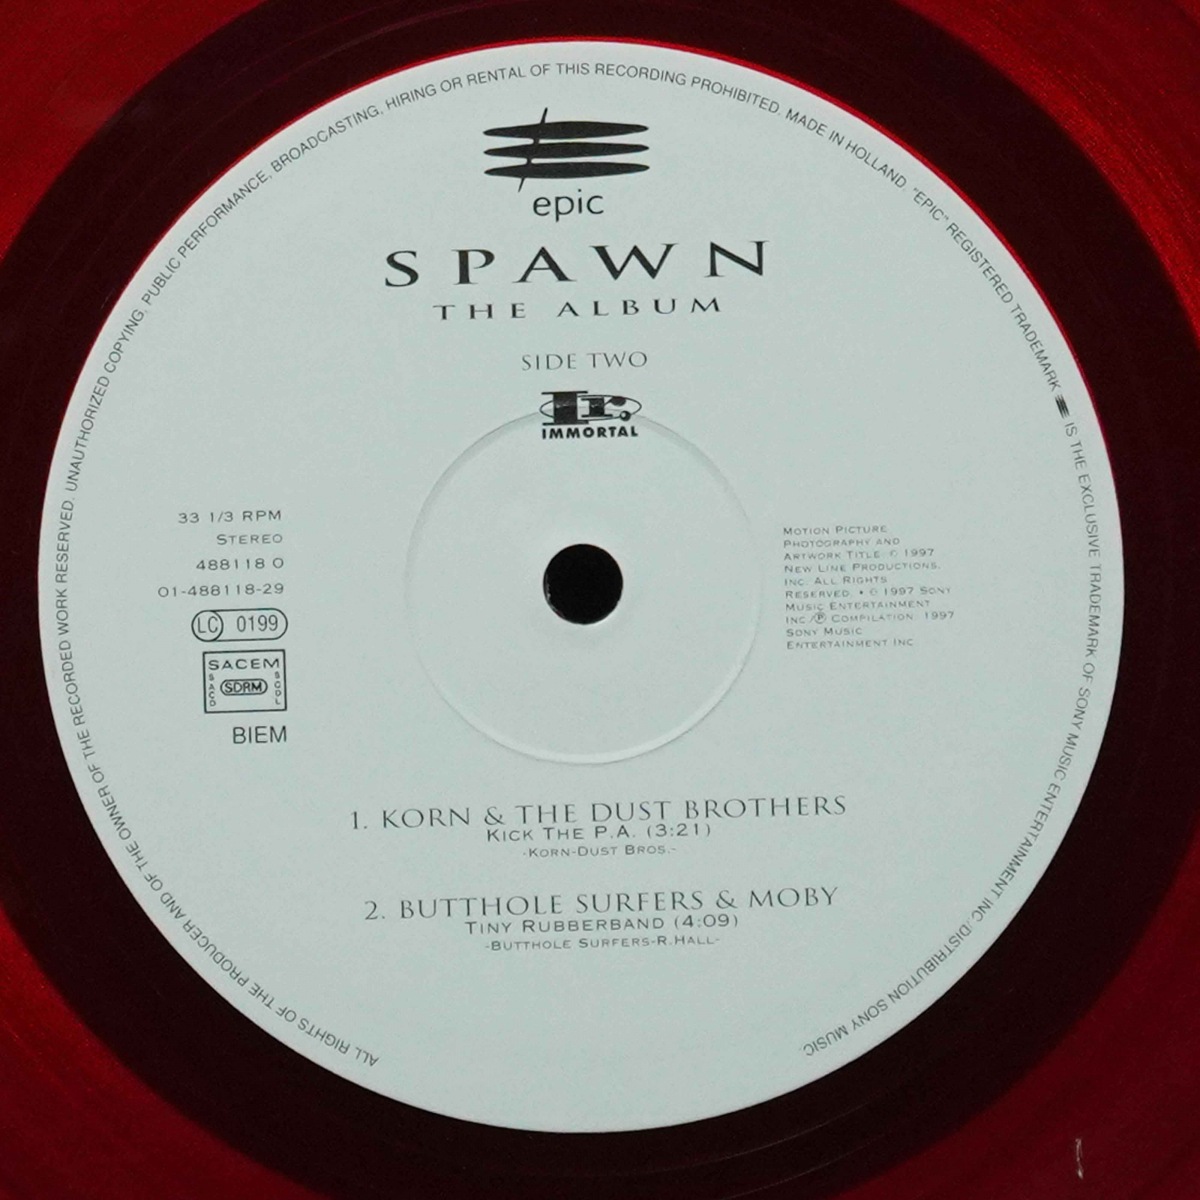 ALL RIGHTS OF THE PRODUCER AND OF THE OWNER OF THE RECORDED WORK RESERVED. UNAUTHORIZED COPYING, PUBLIC PERFORMANCE, BROADCASTING, HIRING OR RENTAL OF THIS RECORDING PROHIBITED. MADE IN HOLLAND. "EPIC" REGISTERED TRADEMARK IS THE EXCLUSIVE TRADEMARK OF SONY MUSIC ENTERTAINMENT INC./DISTRIBUTION SONY MUSIC
epic
SPAWN
THE ALBUM
SIDE TWO
Ir.
IMMORTAL
33 1/3 RPM
STEREO
488118 0
01-488118-29
LC 0199
SACEM
SACD SDRM SCGL
BIEM
MOTION PICTURE
PHOTOGRAPHY AND
ARTWORK TITLE: © 1997
NEW LINE PRODUCTIONS,
INC. ALL RIGHTS
RESERVED. • © 1997 SONY
MUSIC ENTERTAINMENT
INC./℗ COMPILATION: 1997
SONY MUSIC
ENTERTAINMENT INC
1. KORN & THE DUST BROTHERS
KICK THE P.A. (3:21)
-KORN-DUST BROS.-
2. BUTTHOLE SURFERS & MOBY
TINY RUBBERBAND (4:09)
-BUTTHOLE SURFERS-R.HALL-